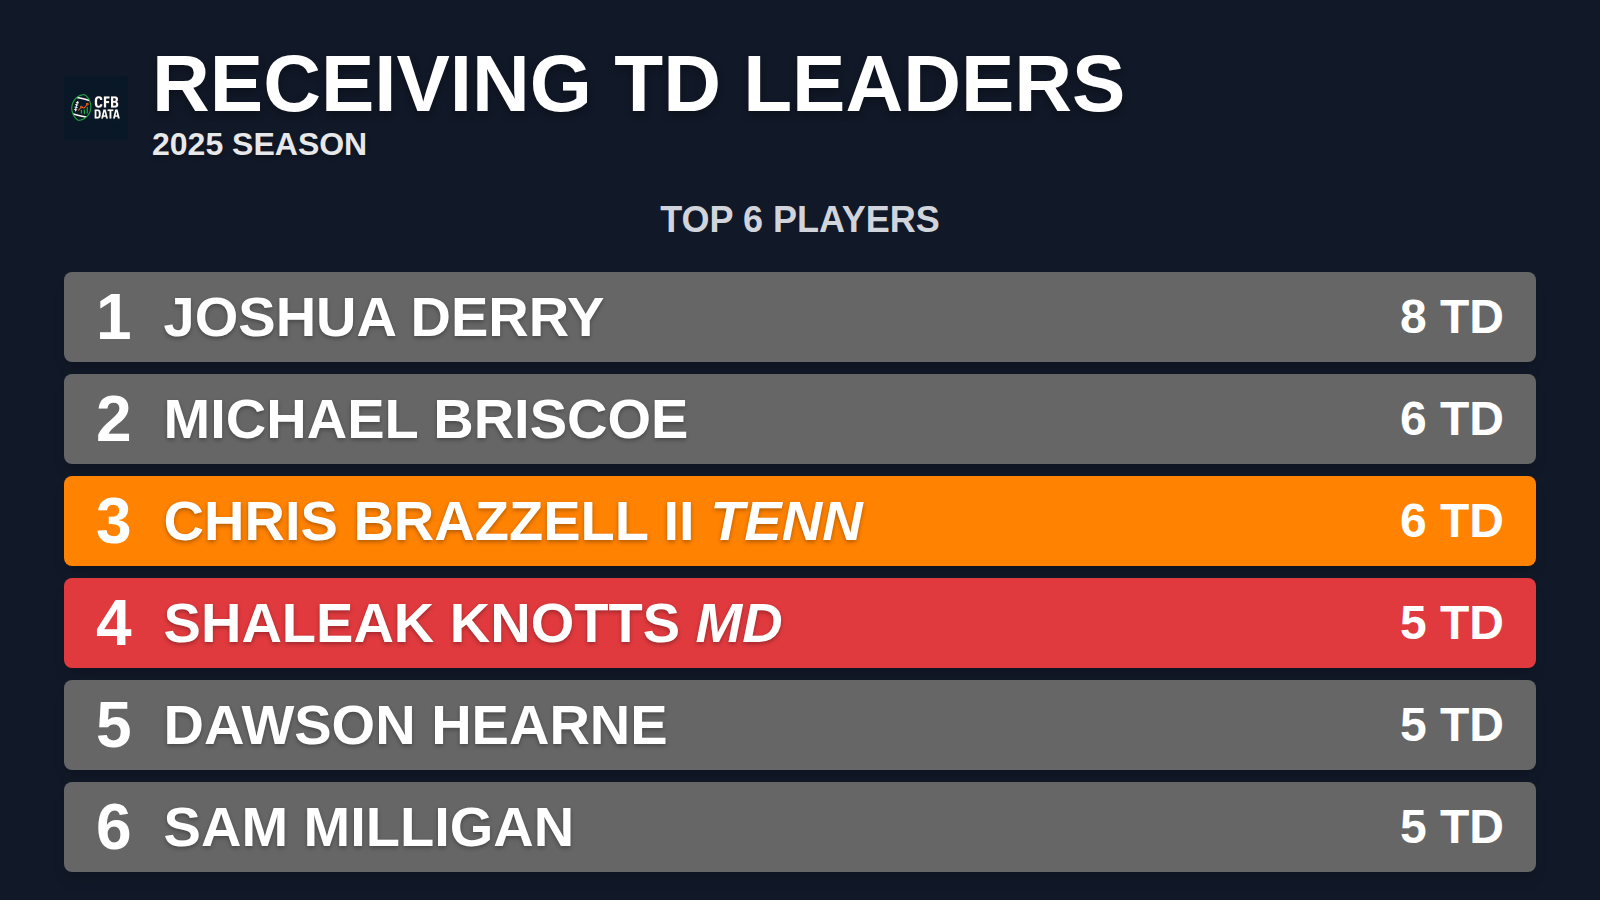 CFB
DATA
RECEIVING TD LEADERS
2025 SEASON
TOP 6 PLAYERS
1 JOSHUA DERRY 8 TD
2 MICHAEL BRISCOE 6 TD
3 CHRIS BRAZZELL II TENN 6 TD
4 SHALEAK KNOTTS MD 5 TD
5 DAWSON HEARNE 5 TD
6 SAM MILLIGAN 5 TD